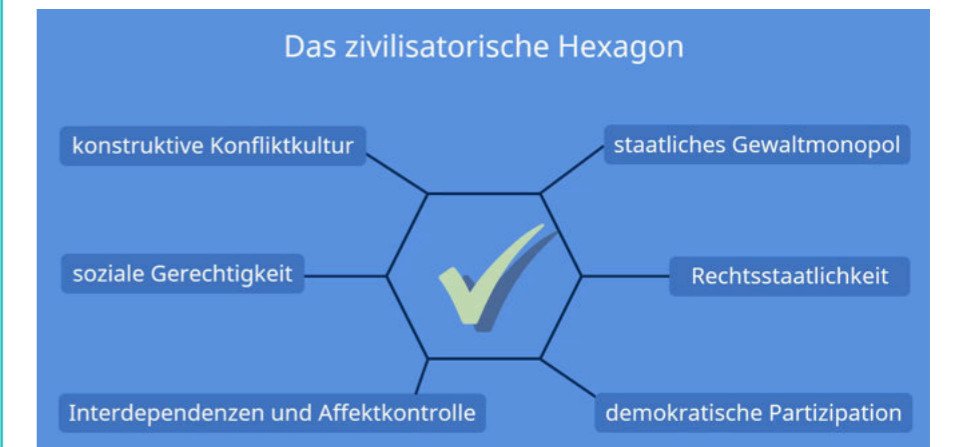 Das zivilisatorische Hexagon
konstruktive Konfliktkultur
staatliches Gewaltmonopol
soziale Gerechtigkeit
Rechtsstaatlichkeit
Interdependenzen und Affektkontrolle
demokratische Partizipation